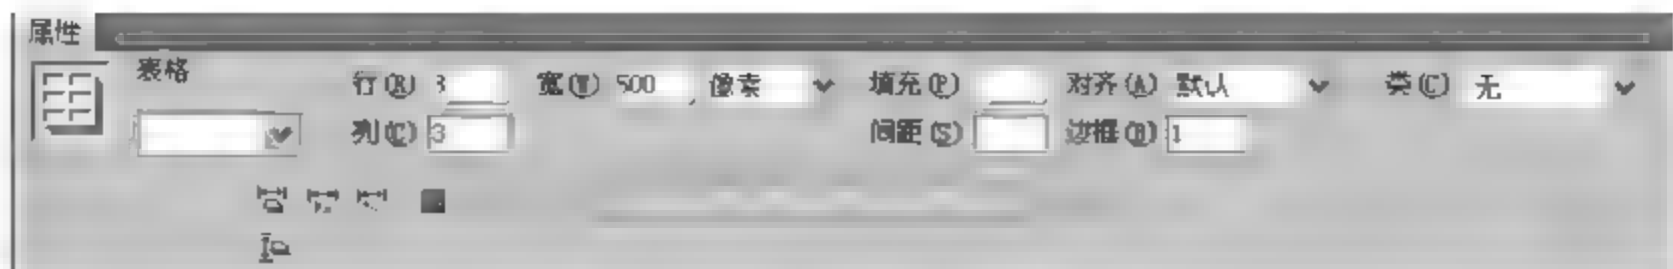 属性
表格 行(R) 3 宽(W) 500 像素 填充(P) 对齐(A) 默认 类(C) 无
列(C) 3 间距(S) 边框(B) 1